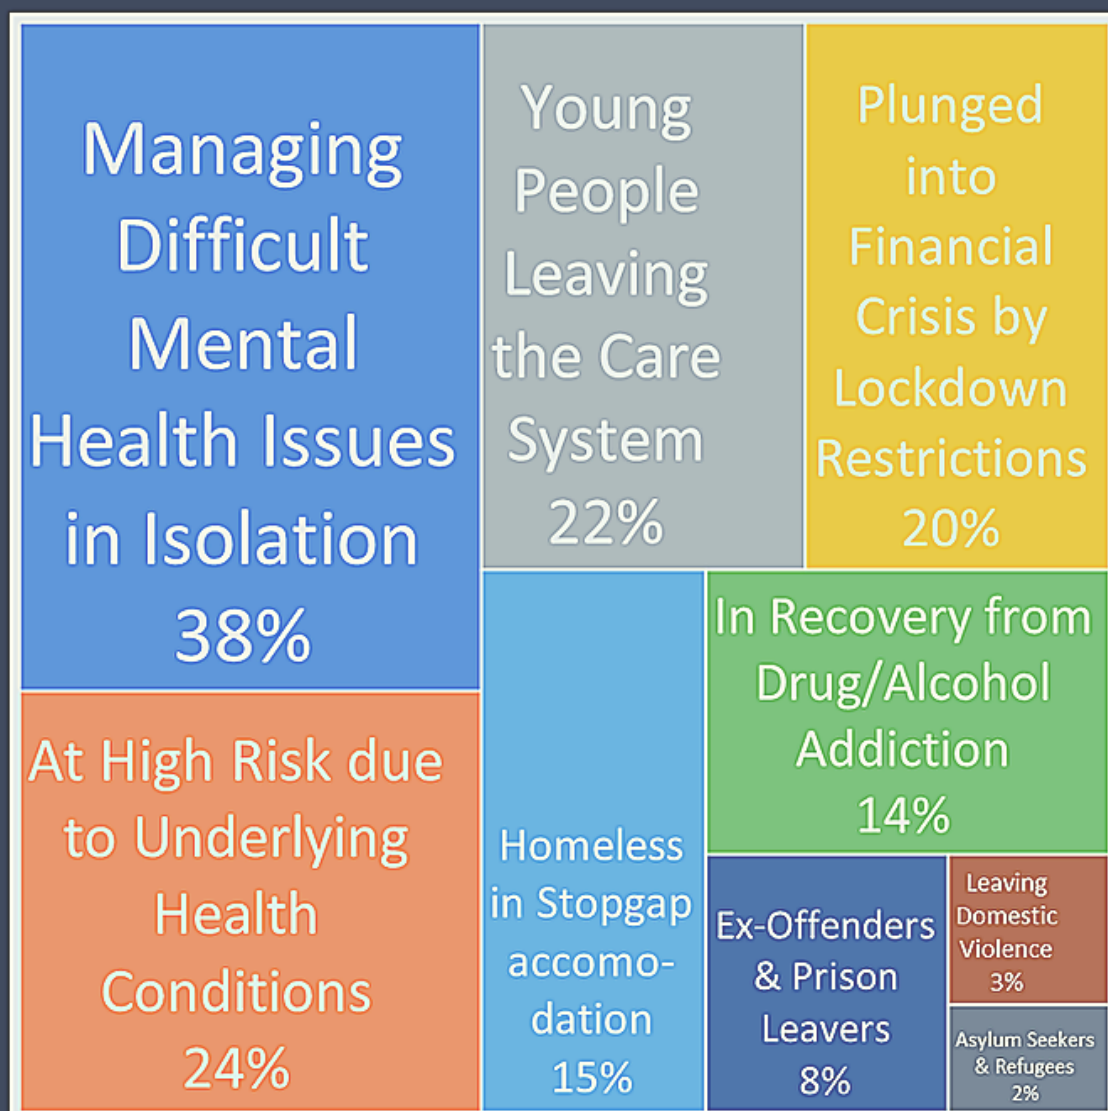 Managing
Difficult
Mental
Health Issues
in Isolation
38%
At High Risk due
to Underlying
Health
Conditions
24%
Young
People
Leaving
the Care
System
22%
Plunged
into
Financial
Crisis by
Lockdown
Restrictions
20%
Homeless
in Stopgap
accomo-
dation
15%
In Recovery from
Drug/Alcohol
Addiction
14%
Ex-Offenders
& Prison
Leavers
8%
Leaving
Domestic
Violence
3%
Asylum Seekers
& Refugees
2%